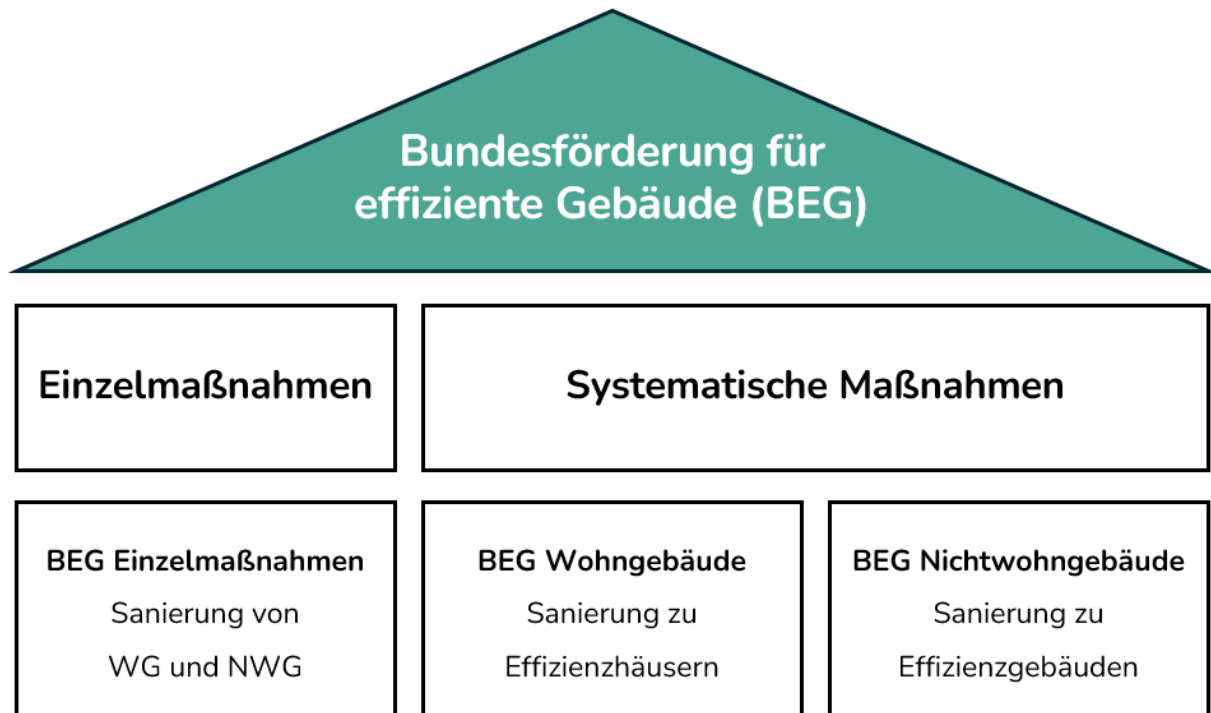 Bundesförderung für
effiziente Gebäude (BEG)
Einzelmaßnahmen
Systematische Maßnahmen
BEG Einzelmaßnahmen
Sanierung von
WG und NWG
BEG Wohngebäude
Sanierung zu
Effizienzhäusern
BEG Nichtwohngebäude
Sanierung zu
Effizienzgebäuden